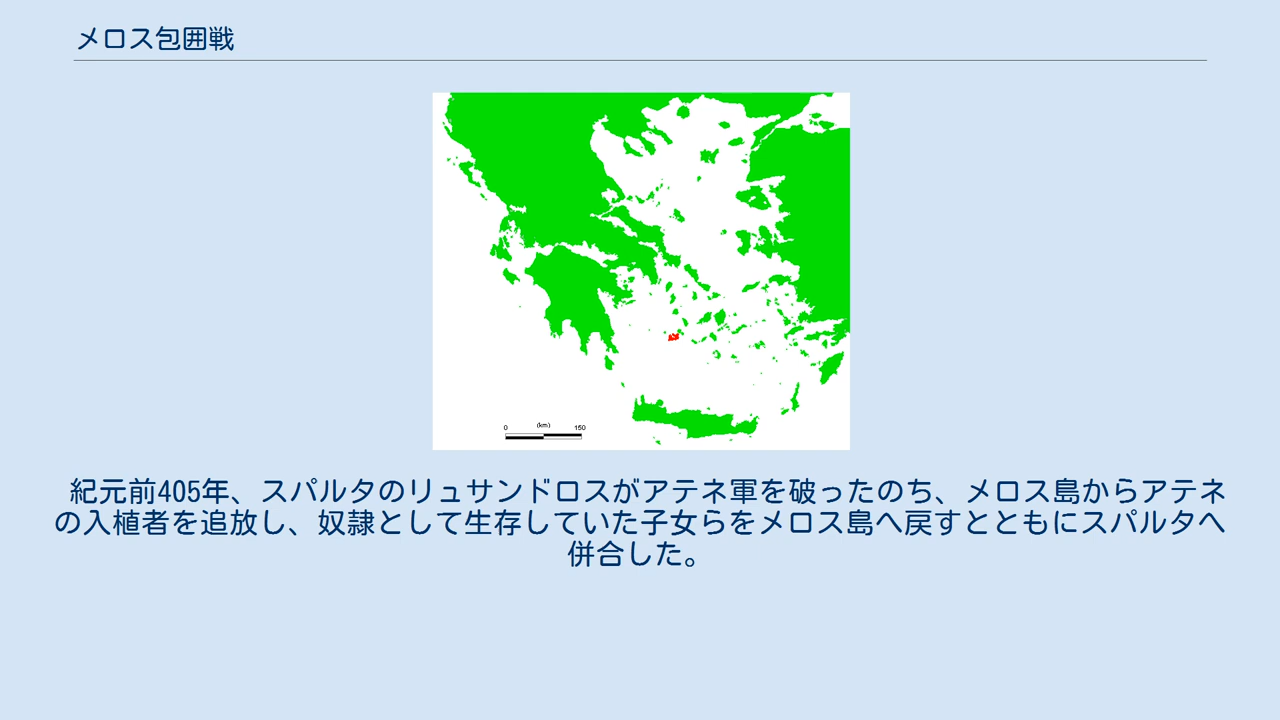 メロス包囲戦
0 (km) 150
紀元前405年、スパルタのリュサンドロスがアテネ軍を破ったのち、メロス島からアテネ
の入植者を追放し、奴隷として生存していた子女らをメロス島へ戻すとともにスパルタへ
併合した。